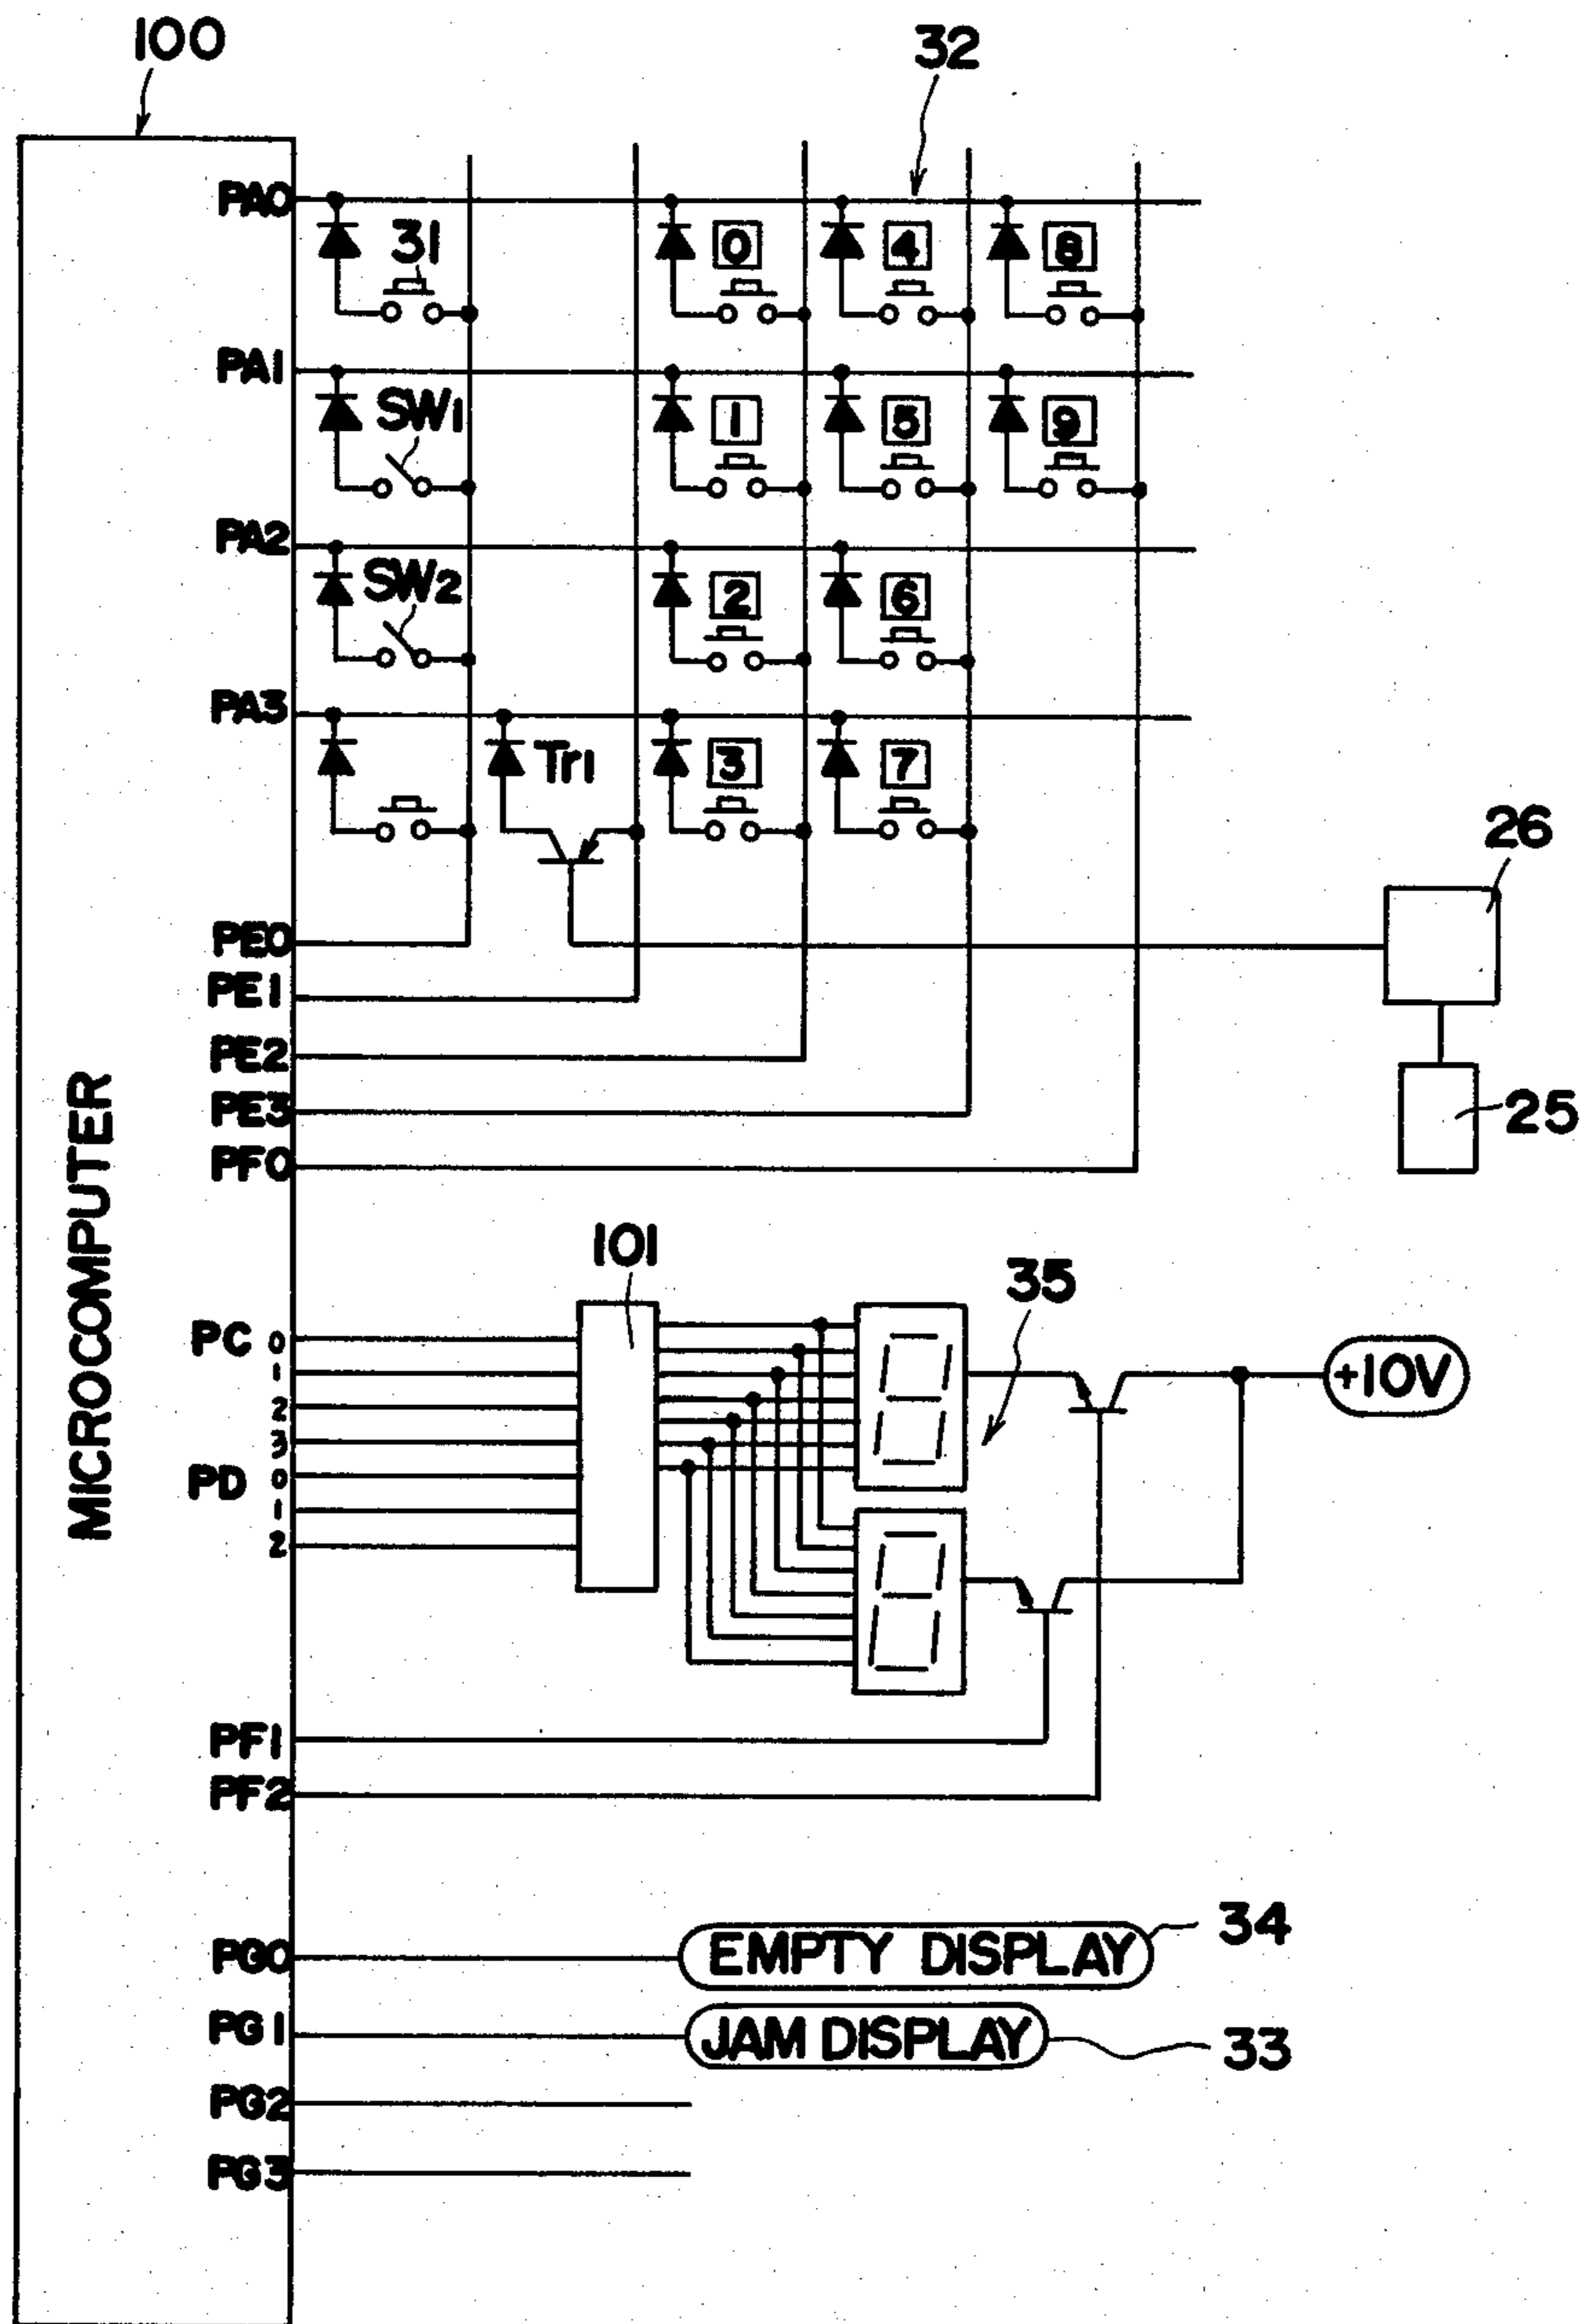 100
32
PA0
31
0
4
8
PA1
SW1
1
5
9
PA2
SW2
2
6
PA3
Tr1
3
7
26
PE0
PE1
PE2
PE3
25
PF0
MICROCOMPUTER
101
35
PC 0
+10V
1
2
3
PD 0
1
2
PF1
PF2
34
PG0
EMPTY DISPLAY
PG1
JAM DISPLAY
33
PG2
PG3